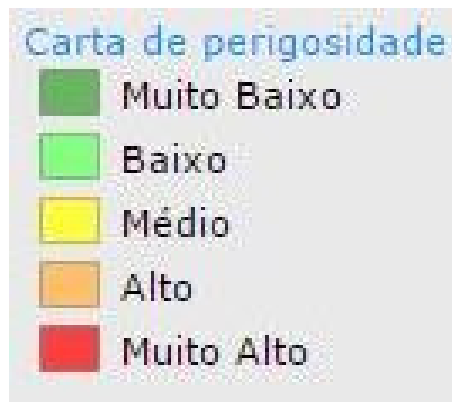 Carta de perigosidade
Muito Baixo
Baixo
Médio
Alto
Muito Alto